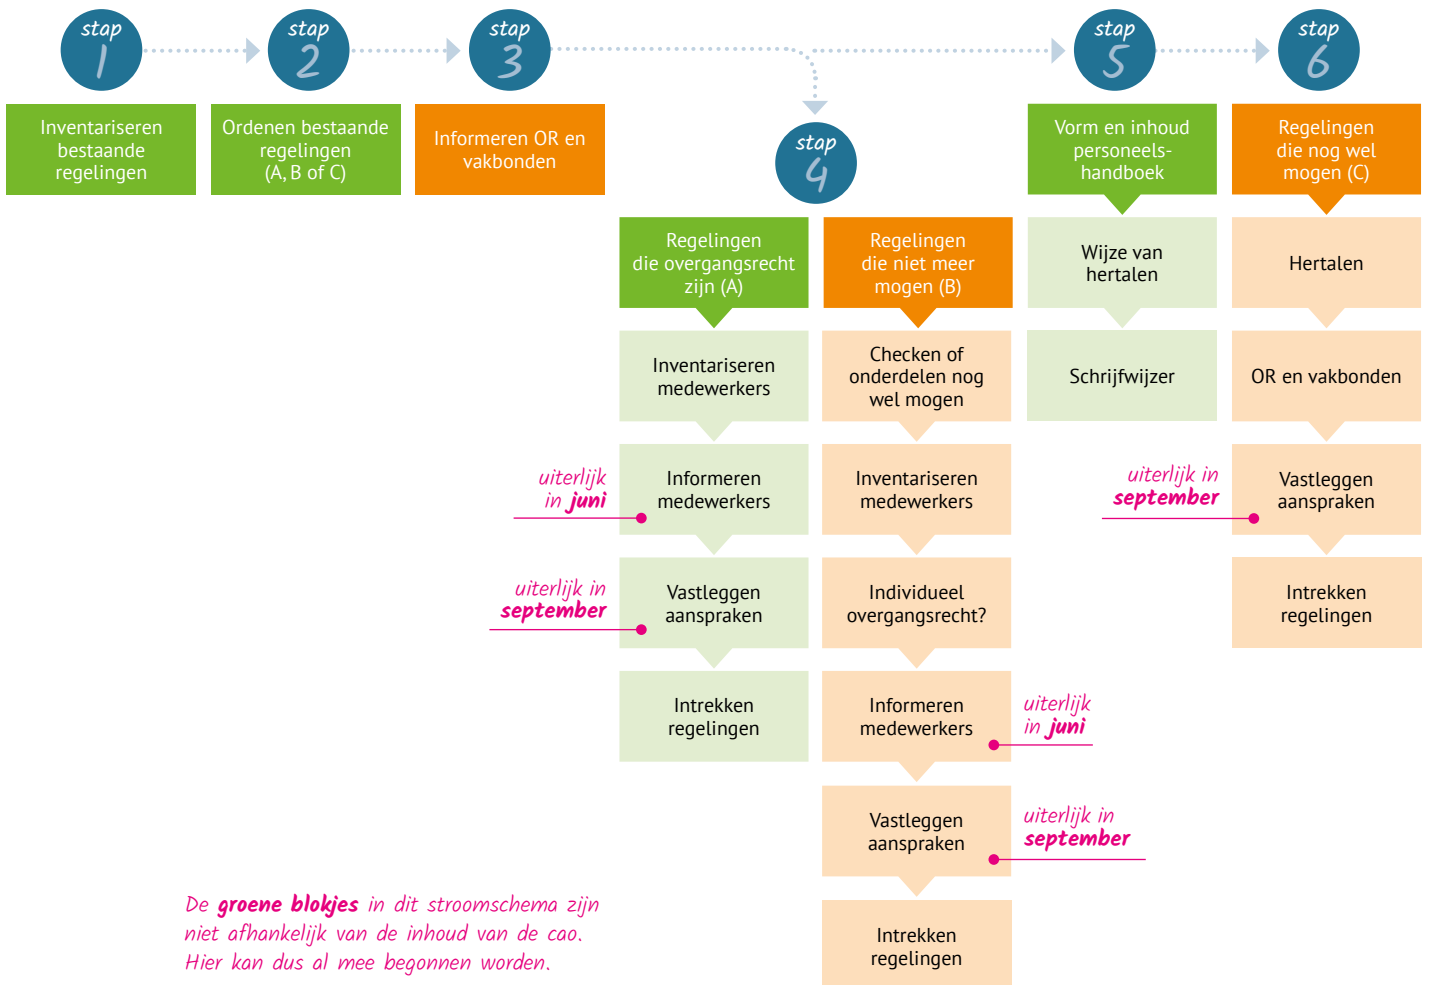 stap
1
stap
2
stap
3
stap
4
stap
5
stap
6
Inventariseren
bestaande
regelingen
Ordenen bestaande
regelingen
(A, B of C)
Informeren OR en
vakbonden
Regelingen
die overgangsrecht
zijn (A)
Inventariseren
medewerkers
uiterlijk
in juni
Informeren
medewerkers
uiterlijk in
september
Vastleggen
aanspraken
Intrekken
regelingen
Regelingen
die niet meer
mogen (B)
Checken of
onderdelen nog
wel mogen
Inventariseren
medewerkers
Individueel
overgangsrecht?
Informeren
medewerkers
uiterlijk
in juni
Vastleggen
aanspraken
uiterlijk in
september
Intrekken
regelingen
Vorm en inhoud
personeels-
handboek
Wijze van
hertalen
Schrijfwijzer
Regelingen
die nog wel
mogen (C)
Hertalen
OR en vakbonden
uiterlijk in
september
Vastleggen
aanspraken
Intrekken
regelingen
De groene blokjes in dit stroomschema zijn
niet afhankelijk van de inhoud van de cao.
Hier kan dus al mee begonnen worden.